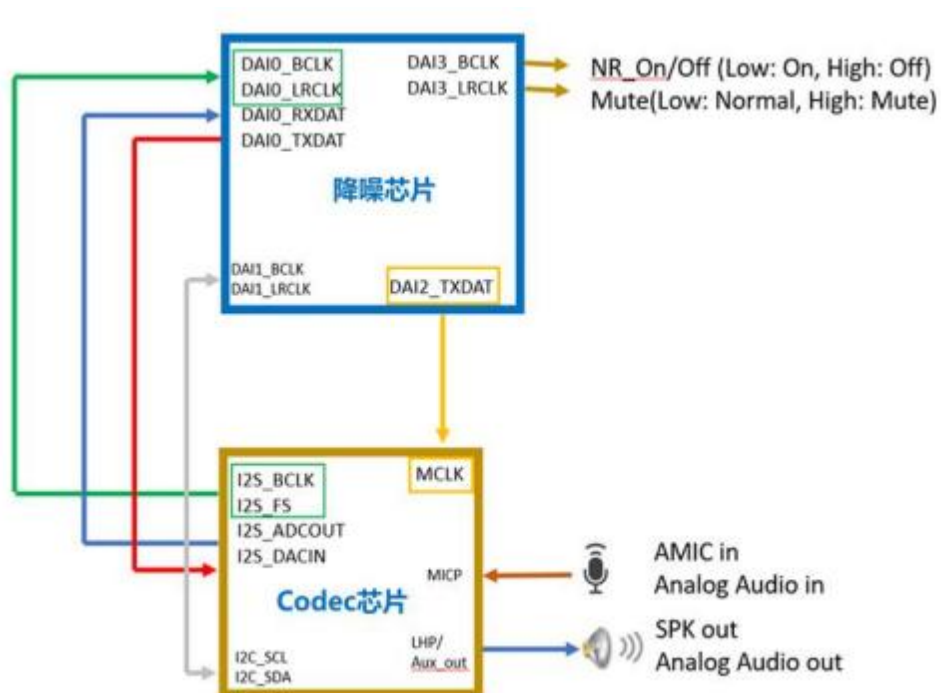 DAI0_BCLK
DAI0_LRCLK
DAI0_RXDAT
DAI0_TXDAT
DAI3_BCLK
DAI3_LRCLK
NR_On/Off (Low: On, High: Off)
Mute(Low: Normal, High: Mute)
降噪芯片
DAI1_BCLK
DAI1_LRCLK
DAI2_TXDAT
I2S_BCLK
I2S_FS
I2S_ADCOUT
I2S_DACIN
MCLK
MICP
AMIC in
Analog Audio in
Codec芯片
LHP/
Aux_out
SPK out
Analog Audio out
I2C_SCL
I2C_SDA